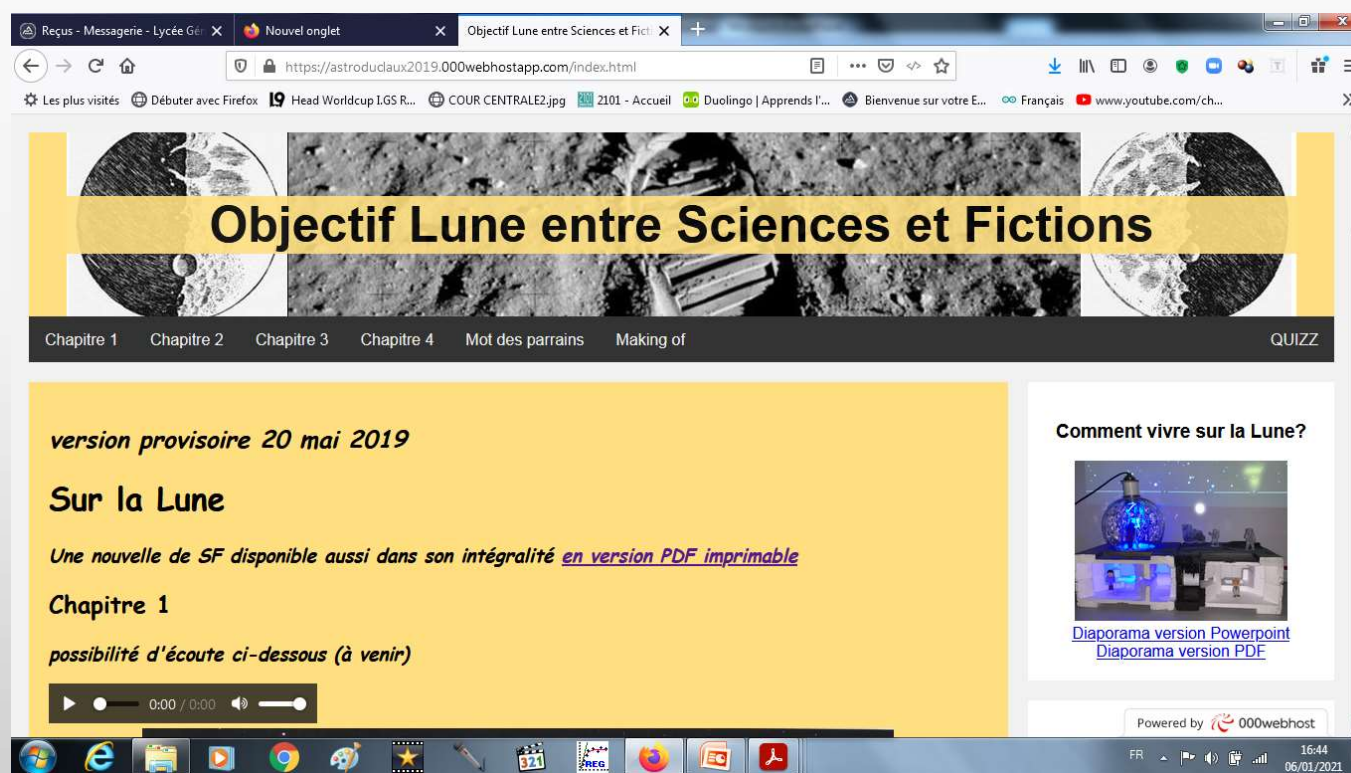 Reçus - Messagerie - Lycée Gér
Nouvel onglet
Objectif Lune entre Sciences et Ficti
https://astroduclaux2019.000webhostapp.com/index.html
Les plus visités
Débuter avec Firefox
Head Worldcup I.GS R...
COUR CENTRALE2.jpg
2101 - Accueil
Duolingo | Apprends l'...
Bienvenue sur votre E...
Français
www.youtube.com/ch...
Objectif Lune entre Sciences et Fictions
Chapitre 1
Chapitre 2
Chapitre 3
Chapitre 4
Mot des parrains
Making of
QUIZZ
version provisoire 20 mai 2019
Sur la Lune
Une nouvelle de SF disponible aussi dans son intégralité en version PDF imprimable
Chapitre 1
possibilité d'écoute ci-dessous (à venir)
0:00 / 0:00
Comment vivre sur la Lune?
Diaporama version Powerpoint
Diaporama version PDF
Powered by 000webhost
321
REG
FR
16:44
06/01/2021